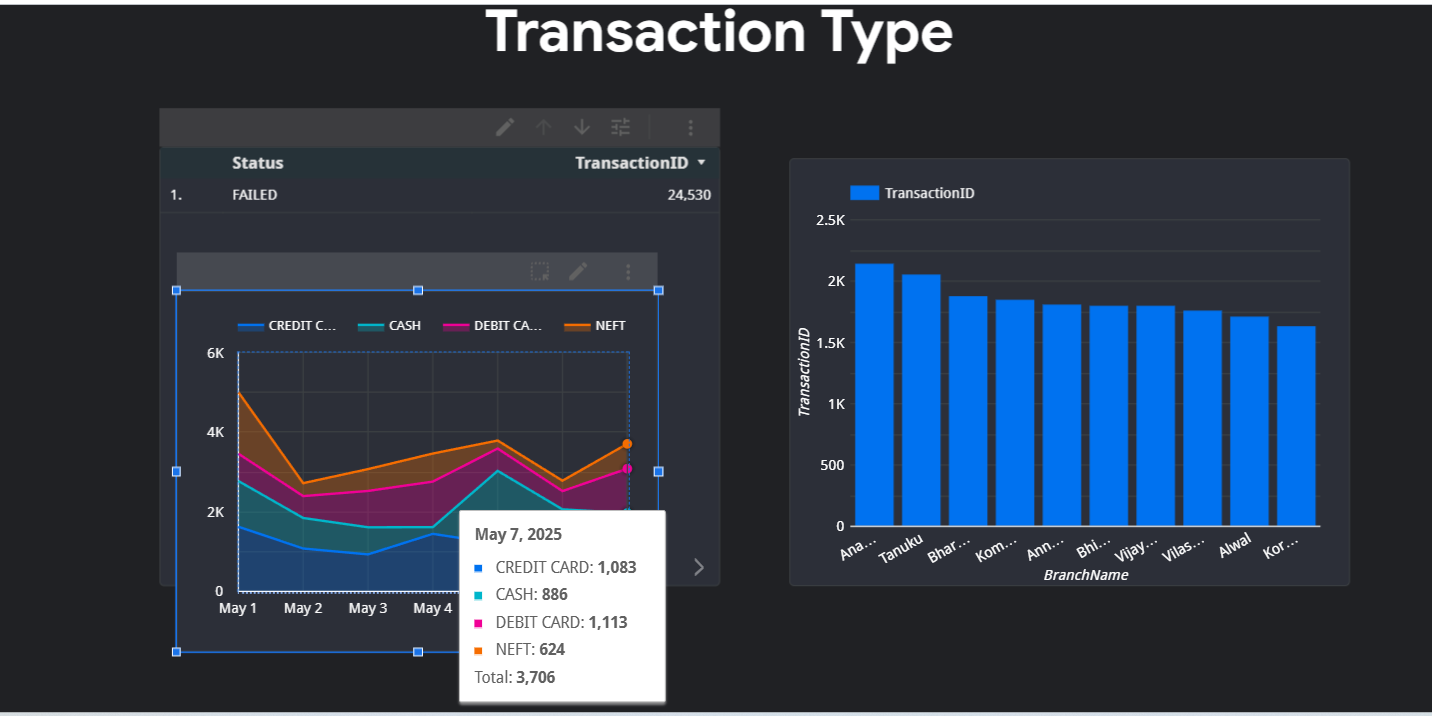 Transaction Type
Status TransactionID
1. FAILED 24,530
CREDIT C... CASH DEBIT CA... NEFT
6K
4K
2K
0
May 1 May 2 May 3 May 4
May 7, 2025
CREDIT CARD: 1,083
CASH: 886
DEBIT CARD: 1,113
NEFT: 624
Total: 3,706
TransactionID
2.5K
2K
1.5K
1K
500
0
TransactionID
Ana... Tanuku Bhar... Kom... Ann... Bhi... Vijay... Vilas... Alwal Kor...
BranchName